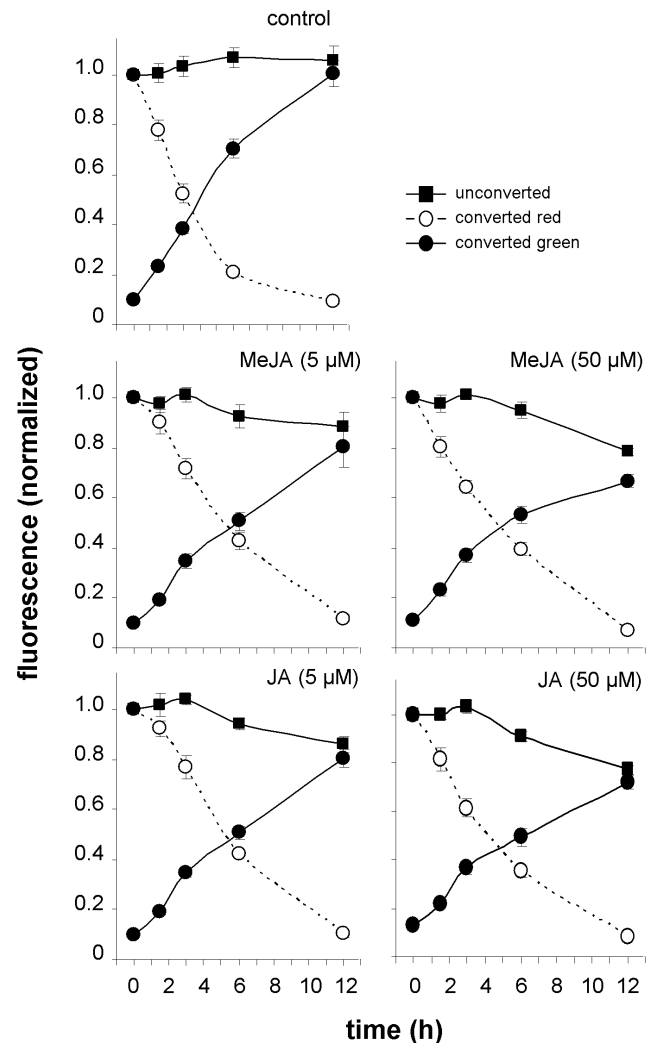 control
1.0
0.8
0.6
0.4
0.2
0
unconverted
converted red
converted green
fluorescence (normalized)
MeJA (5 µM)
1.0
0.8
0.6
0.4
0.2
0
MeJA (50 µM)
JA (5 µM)
1.0
0.8
0.6
0.4
0.2
0
JA (50 µM)
0 2 4 6 8 10 12
0 2 4 6 8 10 12
time (h)